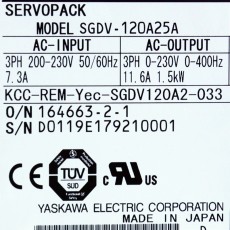 SERVOPACK
MODEL SGDV-120A25A
AC-INPUT AC-OUTPUT
3PH 200-230V 50/60Hz 3PH 0-230V 0-400Hz
7.3A 11.6A 1.5kW
KCC-REM-Yec-SGDV120A2-033
O/N 164663-2-1
S/N D0119E179210001
TÜV
SÜD
c us
YASKAWA ELECTRIC CORPORATION
MADE IN JAPAN
D